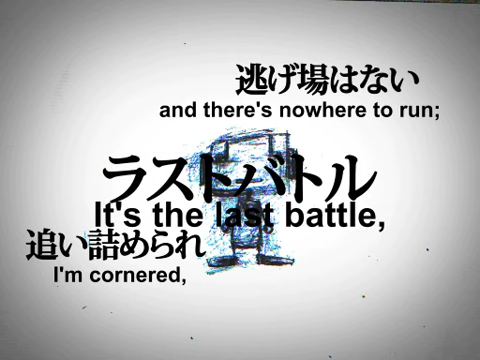 逃げ場はない
and there's nowhere to run;
ラストバトル
It's the last battle,
追い詰められ
I'm cornered,